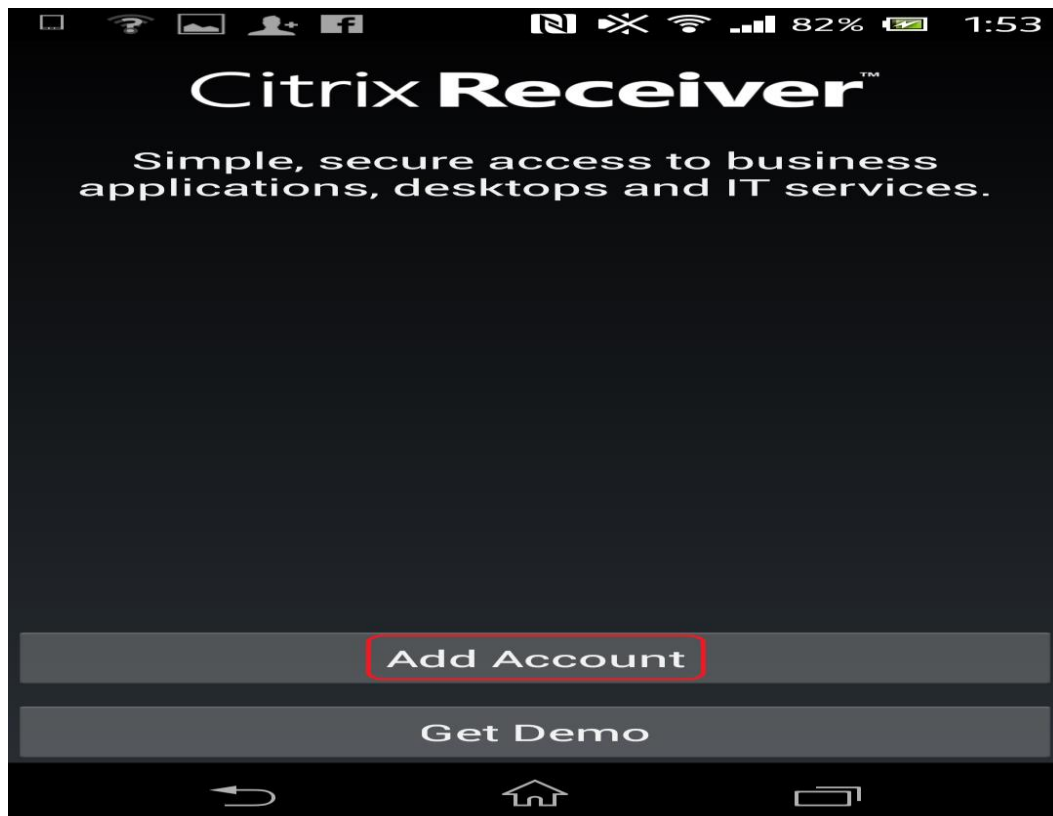 82% 1:53
Citrix Receiver™
Simple, secure access to business
applications, desktops and IT services.
Add Account
Get Demo